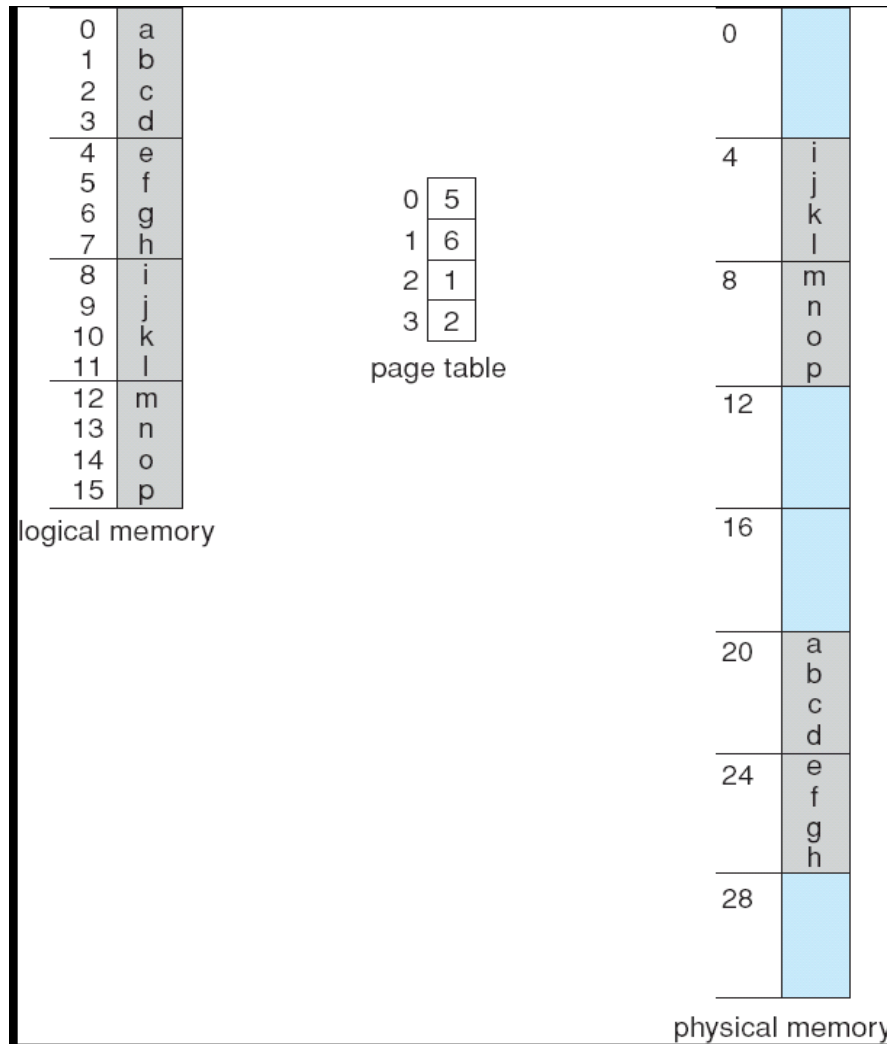 0 a
1 b
2 c
3 d
4 e
5 f
6 g
7 h
8 i
9 j
10 k
11 l
12 m
13 n
14 o
15 p
logical memory
0 5
1 6
2 1
3 2
page table
0
4 i
j
k
l
8 m
n
o
p
12
16
20 a
b
c
d
24 e
f
g
h
28
physical memory